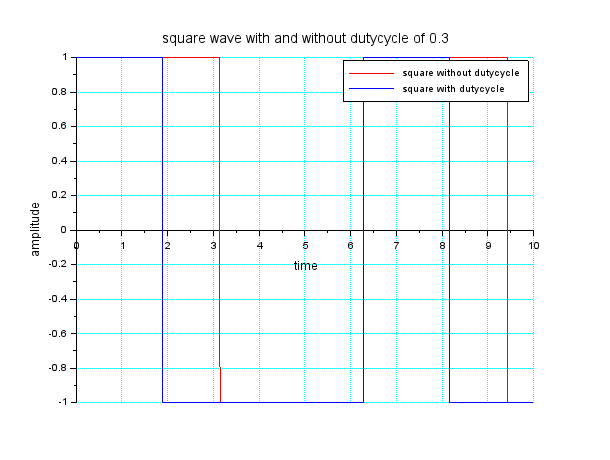 square wave with and without dutycycle of 0.3
square without dutycycle
square with dutycycle
1
0.8
0.6
0.4
0.2
0
-0.2
-0.4
-0.6
-0.8
-1
amplitude
0 1 2 3 4 5 6 7 8 9 10
time